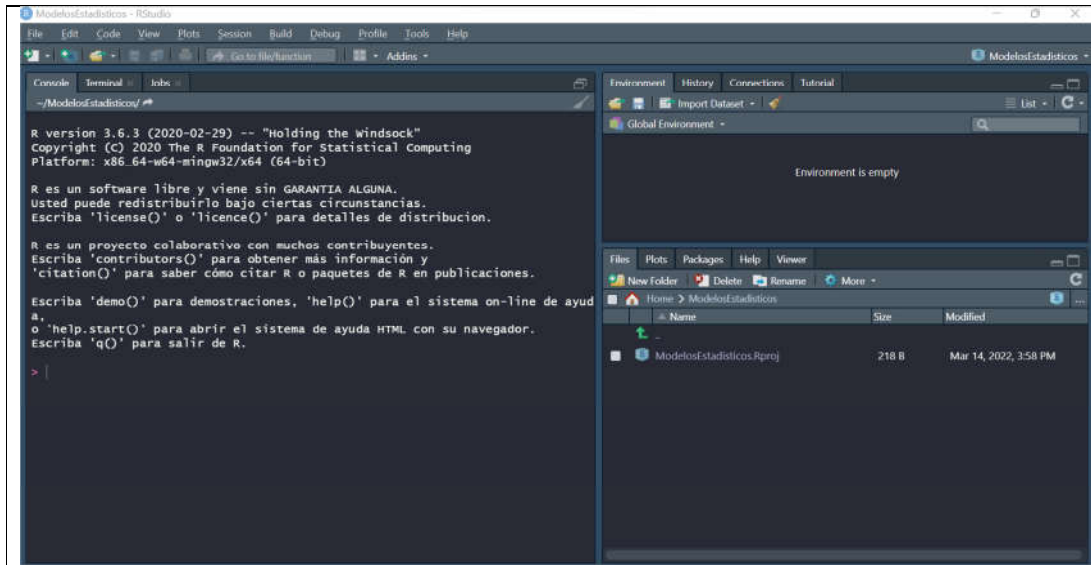 ModelosEstadisticos - RStudio
File Edit Code View Plots Session Build Debug Profile Tools Help
Go to file/function Addins ModelosEstadisticos
Console Terminal Jobs
~/ModelosEstadisticos/
R version 3.6.3 (2020-02-29) -- "Holding the Windsock"
Copyright (C) 2020 The R Foundation for Statistical Computing
Platform: x86_64-w64-mingw32/x64 (64-bit)
R es un software libre y viene sin GARANTIA ALGUNA.
Usted puede redistribuirlo bajo ciertas circunstancias.
Escriba 'license()' o 'licence()' para detalles de distribucion.
R es un proyecto colaborativo con muchos contribuyentes.
Escriba 'contributors()' para obtener más información y
'citation()' para saber cómo citar R o paquetes de R en publicaciones.
Escriba 'demo()' para demostraciones, 'help()' para el sistema on-line de ayud
a,
o 'help.start()' para abrir el sistema de ayuda HTML con su navegador.
Escriba 'q()' para salir de R.
>
Environment History Connections Tutorial
Import Dataset List
Global Environment
Environment is empty
Files Plots Packages Help Viewer
New Folder Delete Rename More
Home > ModelosEstadisticos
Name Size Modified
..
ModelosEstadisticos.Rproj 218 B Mar 14, 2022, 3:58 PM